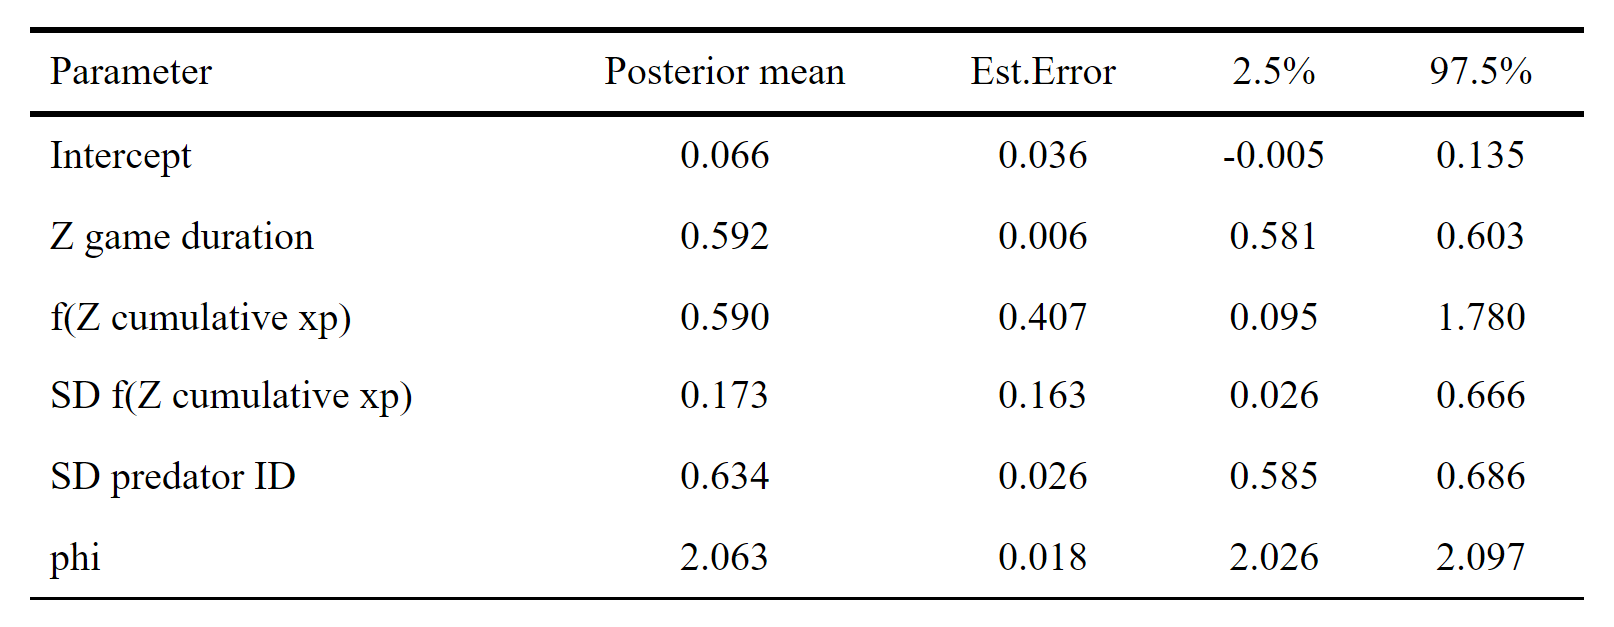 Parameter Posterior mean Est.Error 2.5% 97.5%
Intercept 0.066 0.036 -0.005 0.135
Z game duration 0.592 0.006 0.581 0.603
f(Z cumulative xp) 0.590 0.407 0.095 1.780
SD f(Z cumulative xp) 0.173 0.163 0.026 0.666
SD predator ID 0.634 0.026 0.585 0.686
phi 2.063 0.018 2.026 2.097